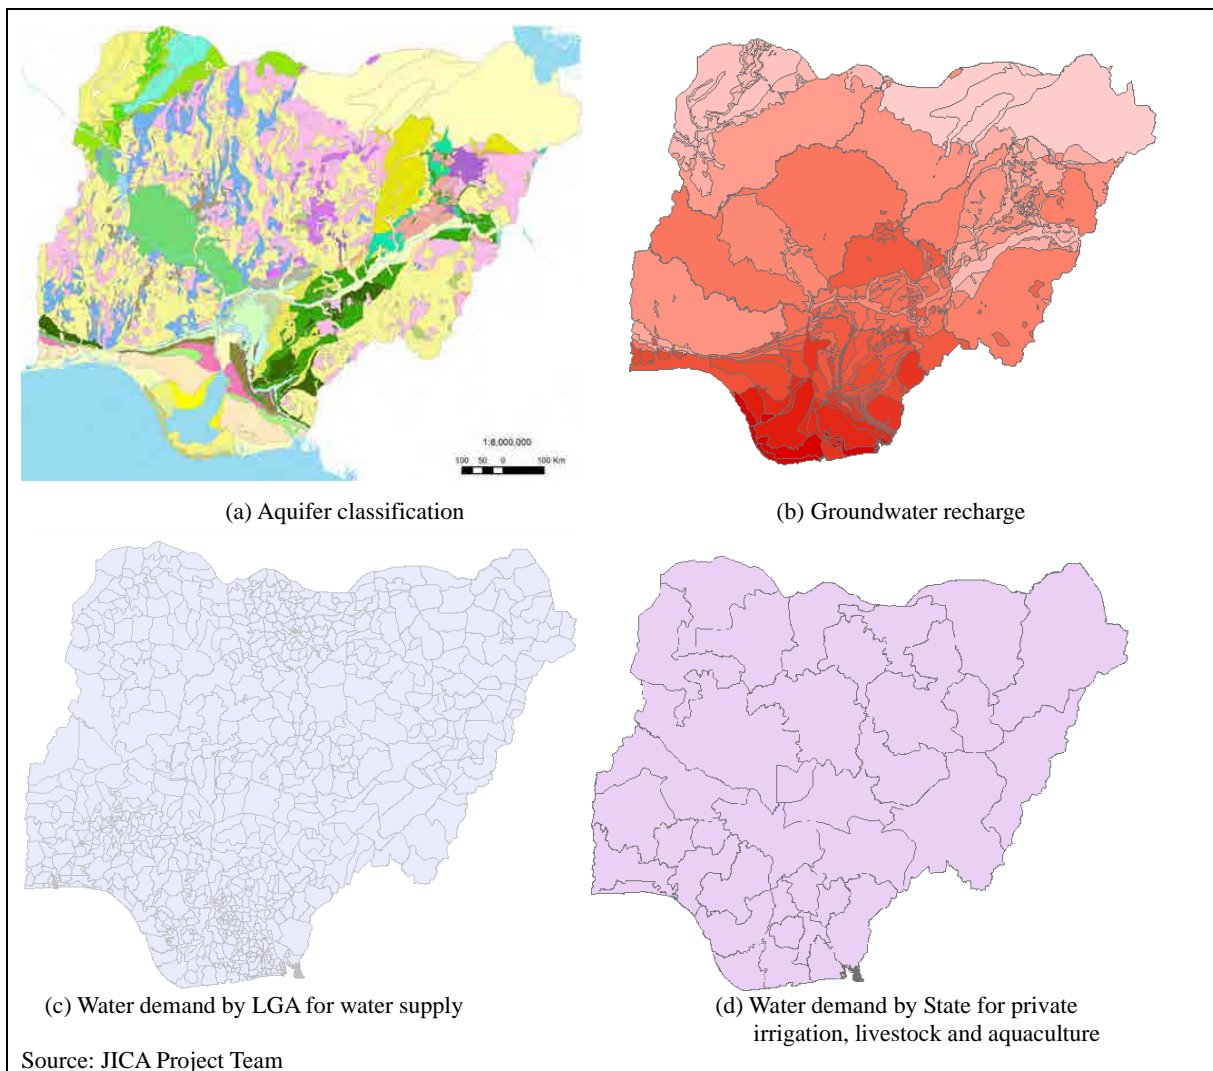 1:8,000,000
100 50 0 100 Km
(a) Aquifer classification
(b) Groundwater recharge
(c) Water demand by LGA for water supply
(d) Water demand by State for private
irrigation, livestock and aquaculture
Source: JICA Project Team